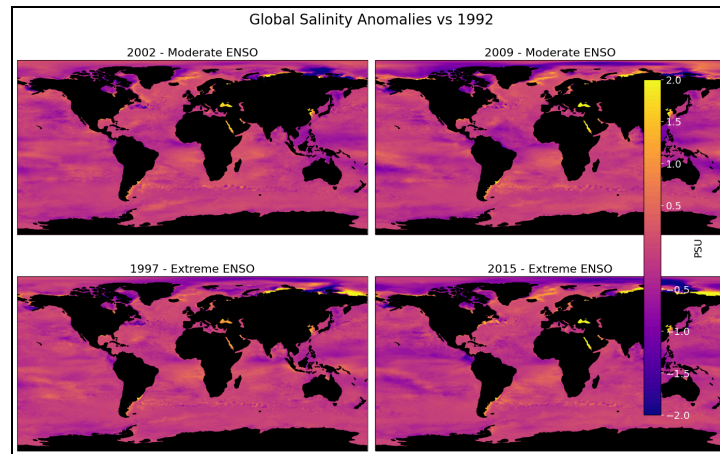 Global Salinity Anomalies vs 1992
2002 - Moderate ENSO
2009 - Moderate ENSO
2.0
1.5
1.0
0.5
PSU
−0.5
−1.0
−1.5
−2.0
1997 - Extreme ENSO
2015 - Extreme ENSO